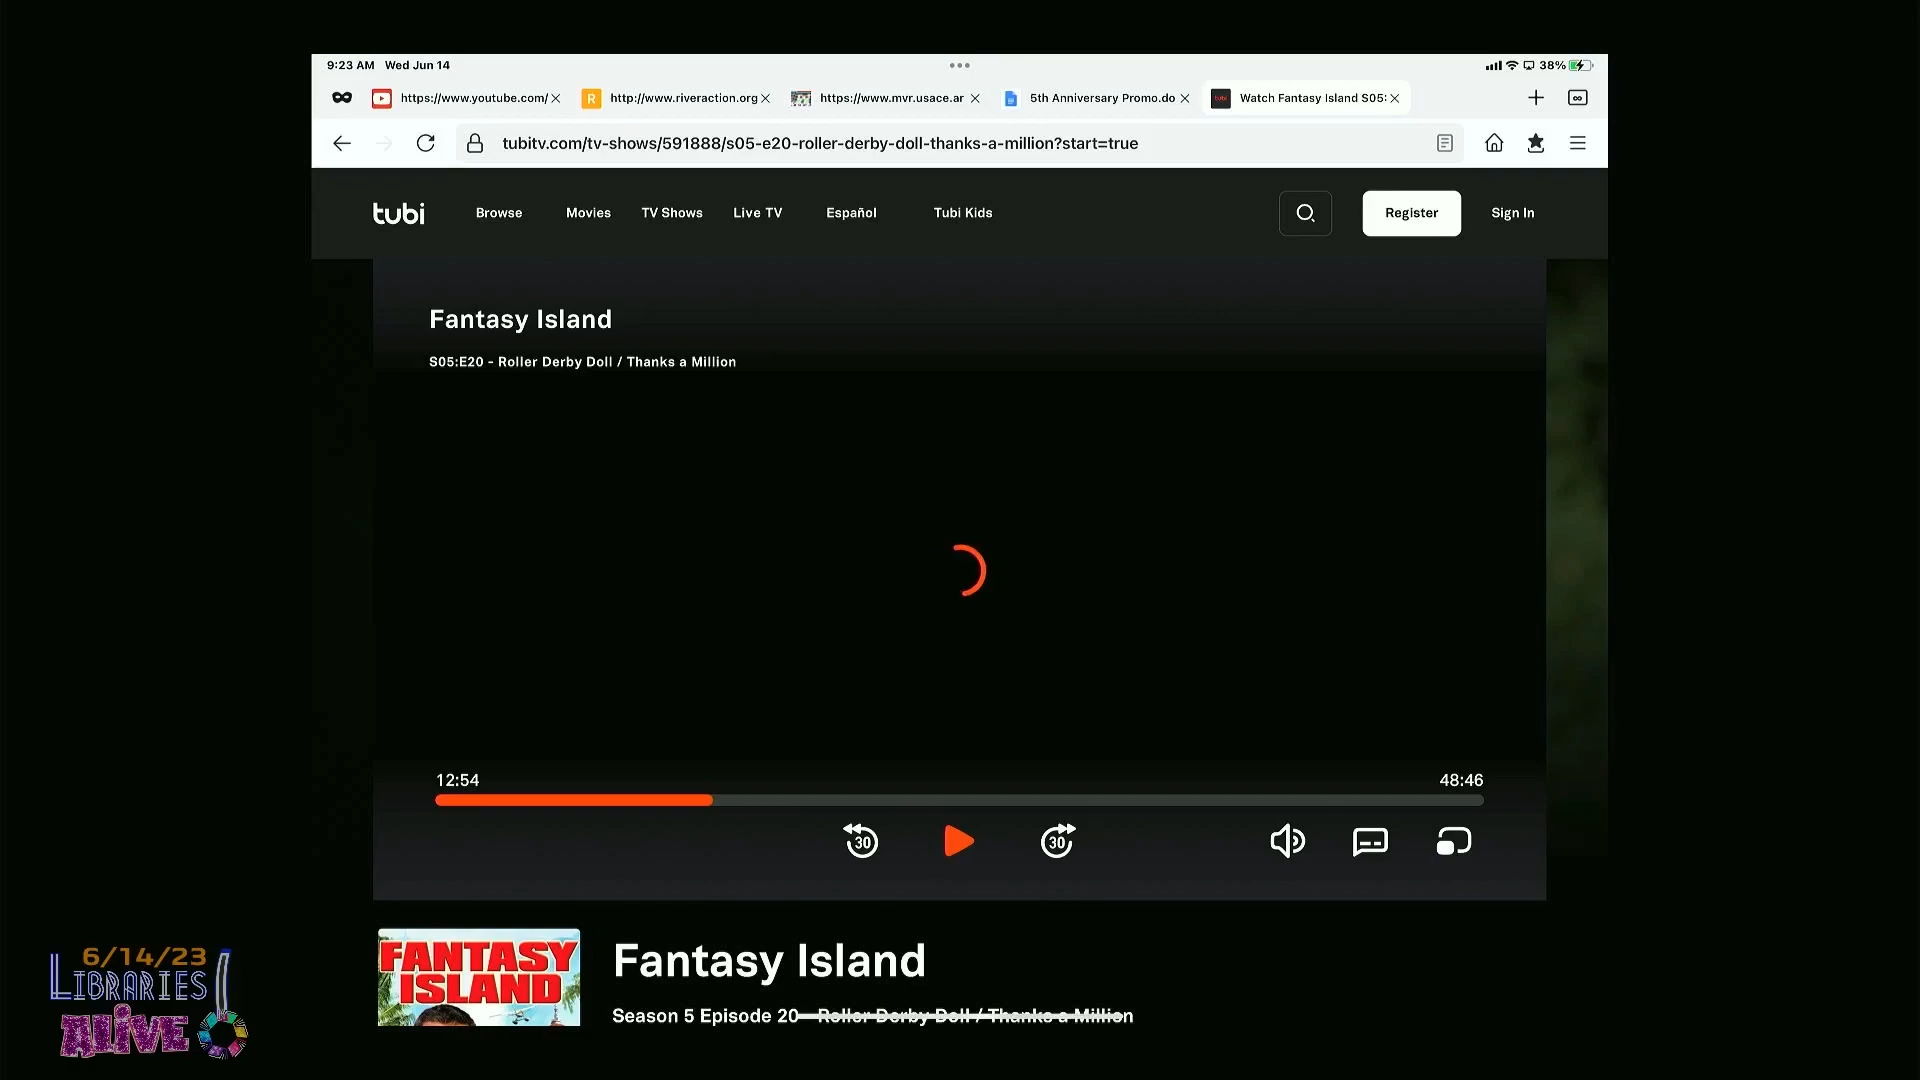 9:23 AM Wed Jun 14
38%
https://www.youtube.com/
R http://www.riveraction.org
https://www.mvr.usace.ar
5th Anniversary Promo.do
tubi Watch Fantasy Island S05:
tubitv.com/tv-shows/591888/s05-e20-roller-derby-doll-thanks-a-million?start=true
tubi Browse Movies TV Shows Live TV Español Tubi Kids Register Sign In
Fantasy Island
S05:E20 - Roller Derby Doll / Thanks a Million
12:54 48:46
30 30
FANTASY
ISLAND
Fantasy Island
Season 5 Episode 20 - Roller Derby Doll / Thanks a Million
6/14/23
LIBRARIES
ALiVE